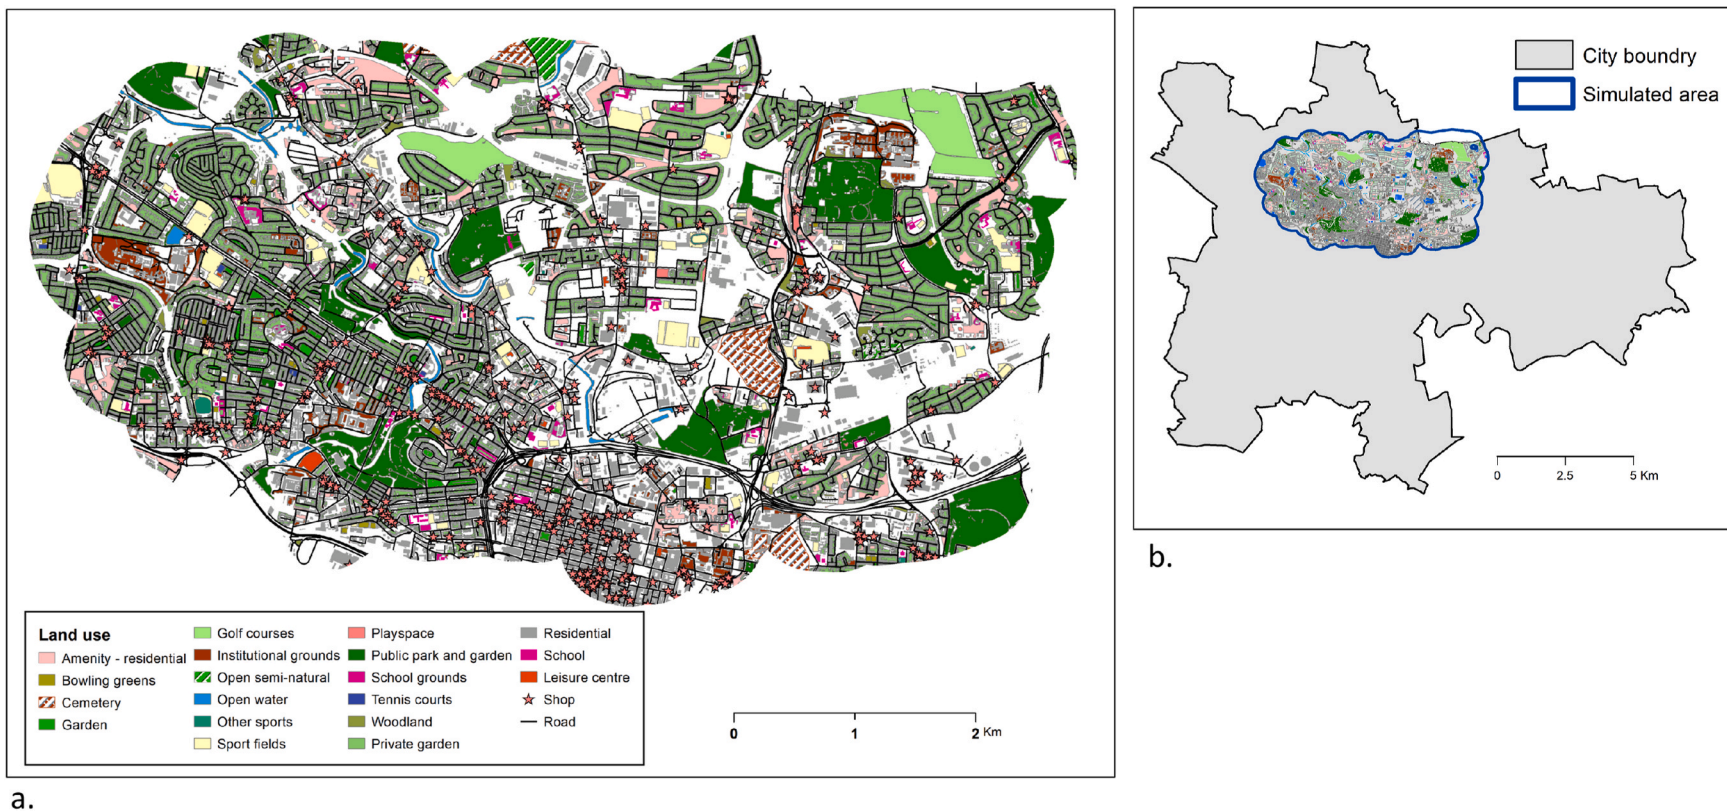 City boundry
Simulated area
0 2.5 5 Km
b.
Land use
Amenity - residential
Bowling greens
Cemetery
Garden
Golf courses
Institutional grounds
Open semi-natural
Open water
Other sports
Sport fields
Playspace
Public park and garden
School grounds
Tennis courts
Woodland
Private garden
Residential
School
Leisure centre
Shop
Road
0 1 2 Km
a.